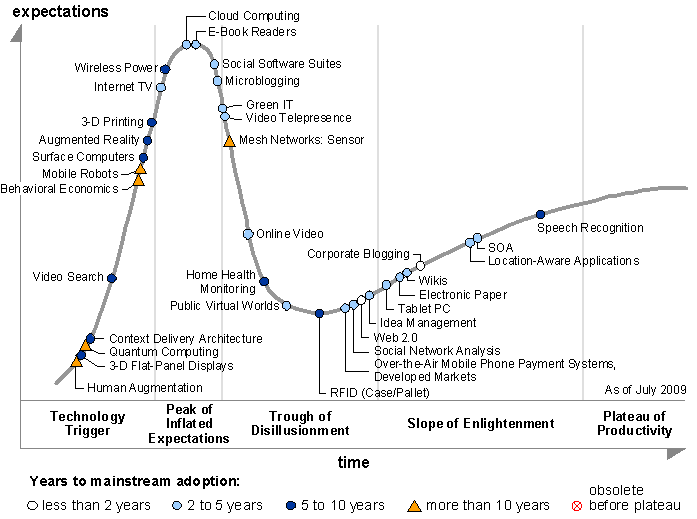 expectations
Cloud Computing
E-Book Readers
Wireless Power
Social Software Suites
Internet TV
Microblogging
Green IT
Video Telepresence
3-D Printing
Augmented Reality
Mesh Networks: Sensor
Surface Computers
Mobile Robots
Behavioral Economics
Online Video
Speech Recognition
Corporate Blogging
SOA
Location-Aware Applications
Video Search
Home Health
Monitoring
Wikis
Electronic Paper
Public Virtual Worlds
Tablet PC
Idea Management
Web 2.0
Context Delivery Architecture
Quantum Computing
3-D Flat-Panel Displays
Human Augmentation
Social Network Analysis
Over-the-Air Mobile Phone Payment Systems,
Developed Markets
RFID (Case/Pallet)
As of July 2009
Technology
Trigger
Peak of
Inflated
Expectations
Trough of
Disillusionment
Slope of Enlightenment
Plateau of
Productivity
time
Years to mainstream adoption:
less than 2 years
2 to 5 years
5 to 10 years
more than 10 years
obsolete
before plateau